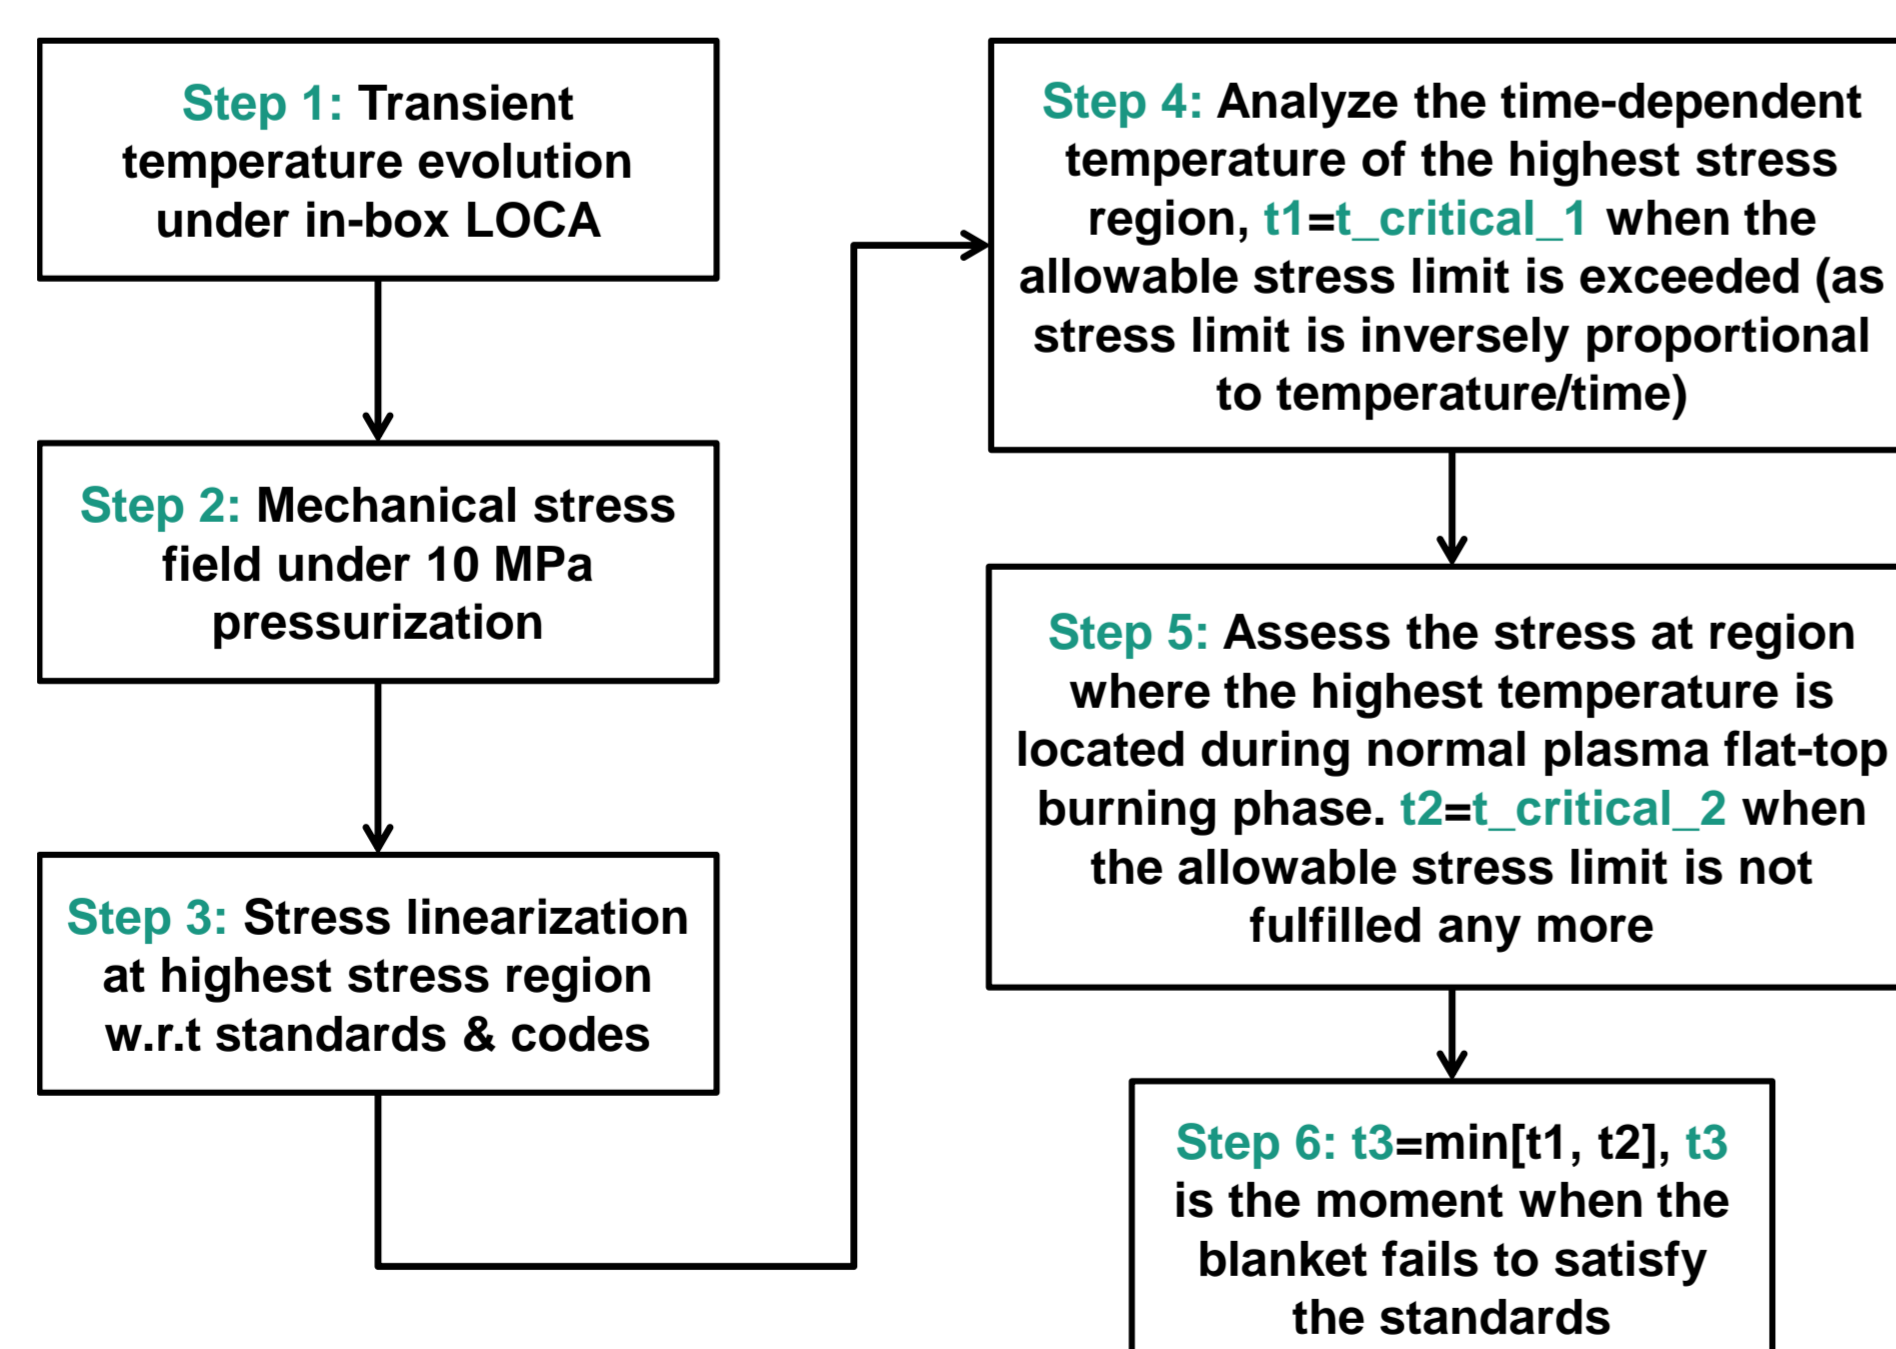 Step 1: Transient
temperature evolution
under in-box LOCA
Step 2: Mechanical stress
field under 10 MPa
pressurization
Step 3: Stress linearization
at highest stress region
w.r.t standards & codes
Step 4: Analyze the time-dependent
temperature of the highest stress
region, t1=t_critical_1 when the
allowable stress limit is exceeded (as
stress limit is inversely proportional
to temperature/time)
Step 5: Assess the stress at region
where the highest temperature is
located during normal plasma flat-top
burning phase. t2=t_critical_2 when
the allowable stress limit is not
fulfilled any more
Step 6: t3=min[t1, t2], t3
is the moment when the
blanket fails to satisfy
the standards